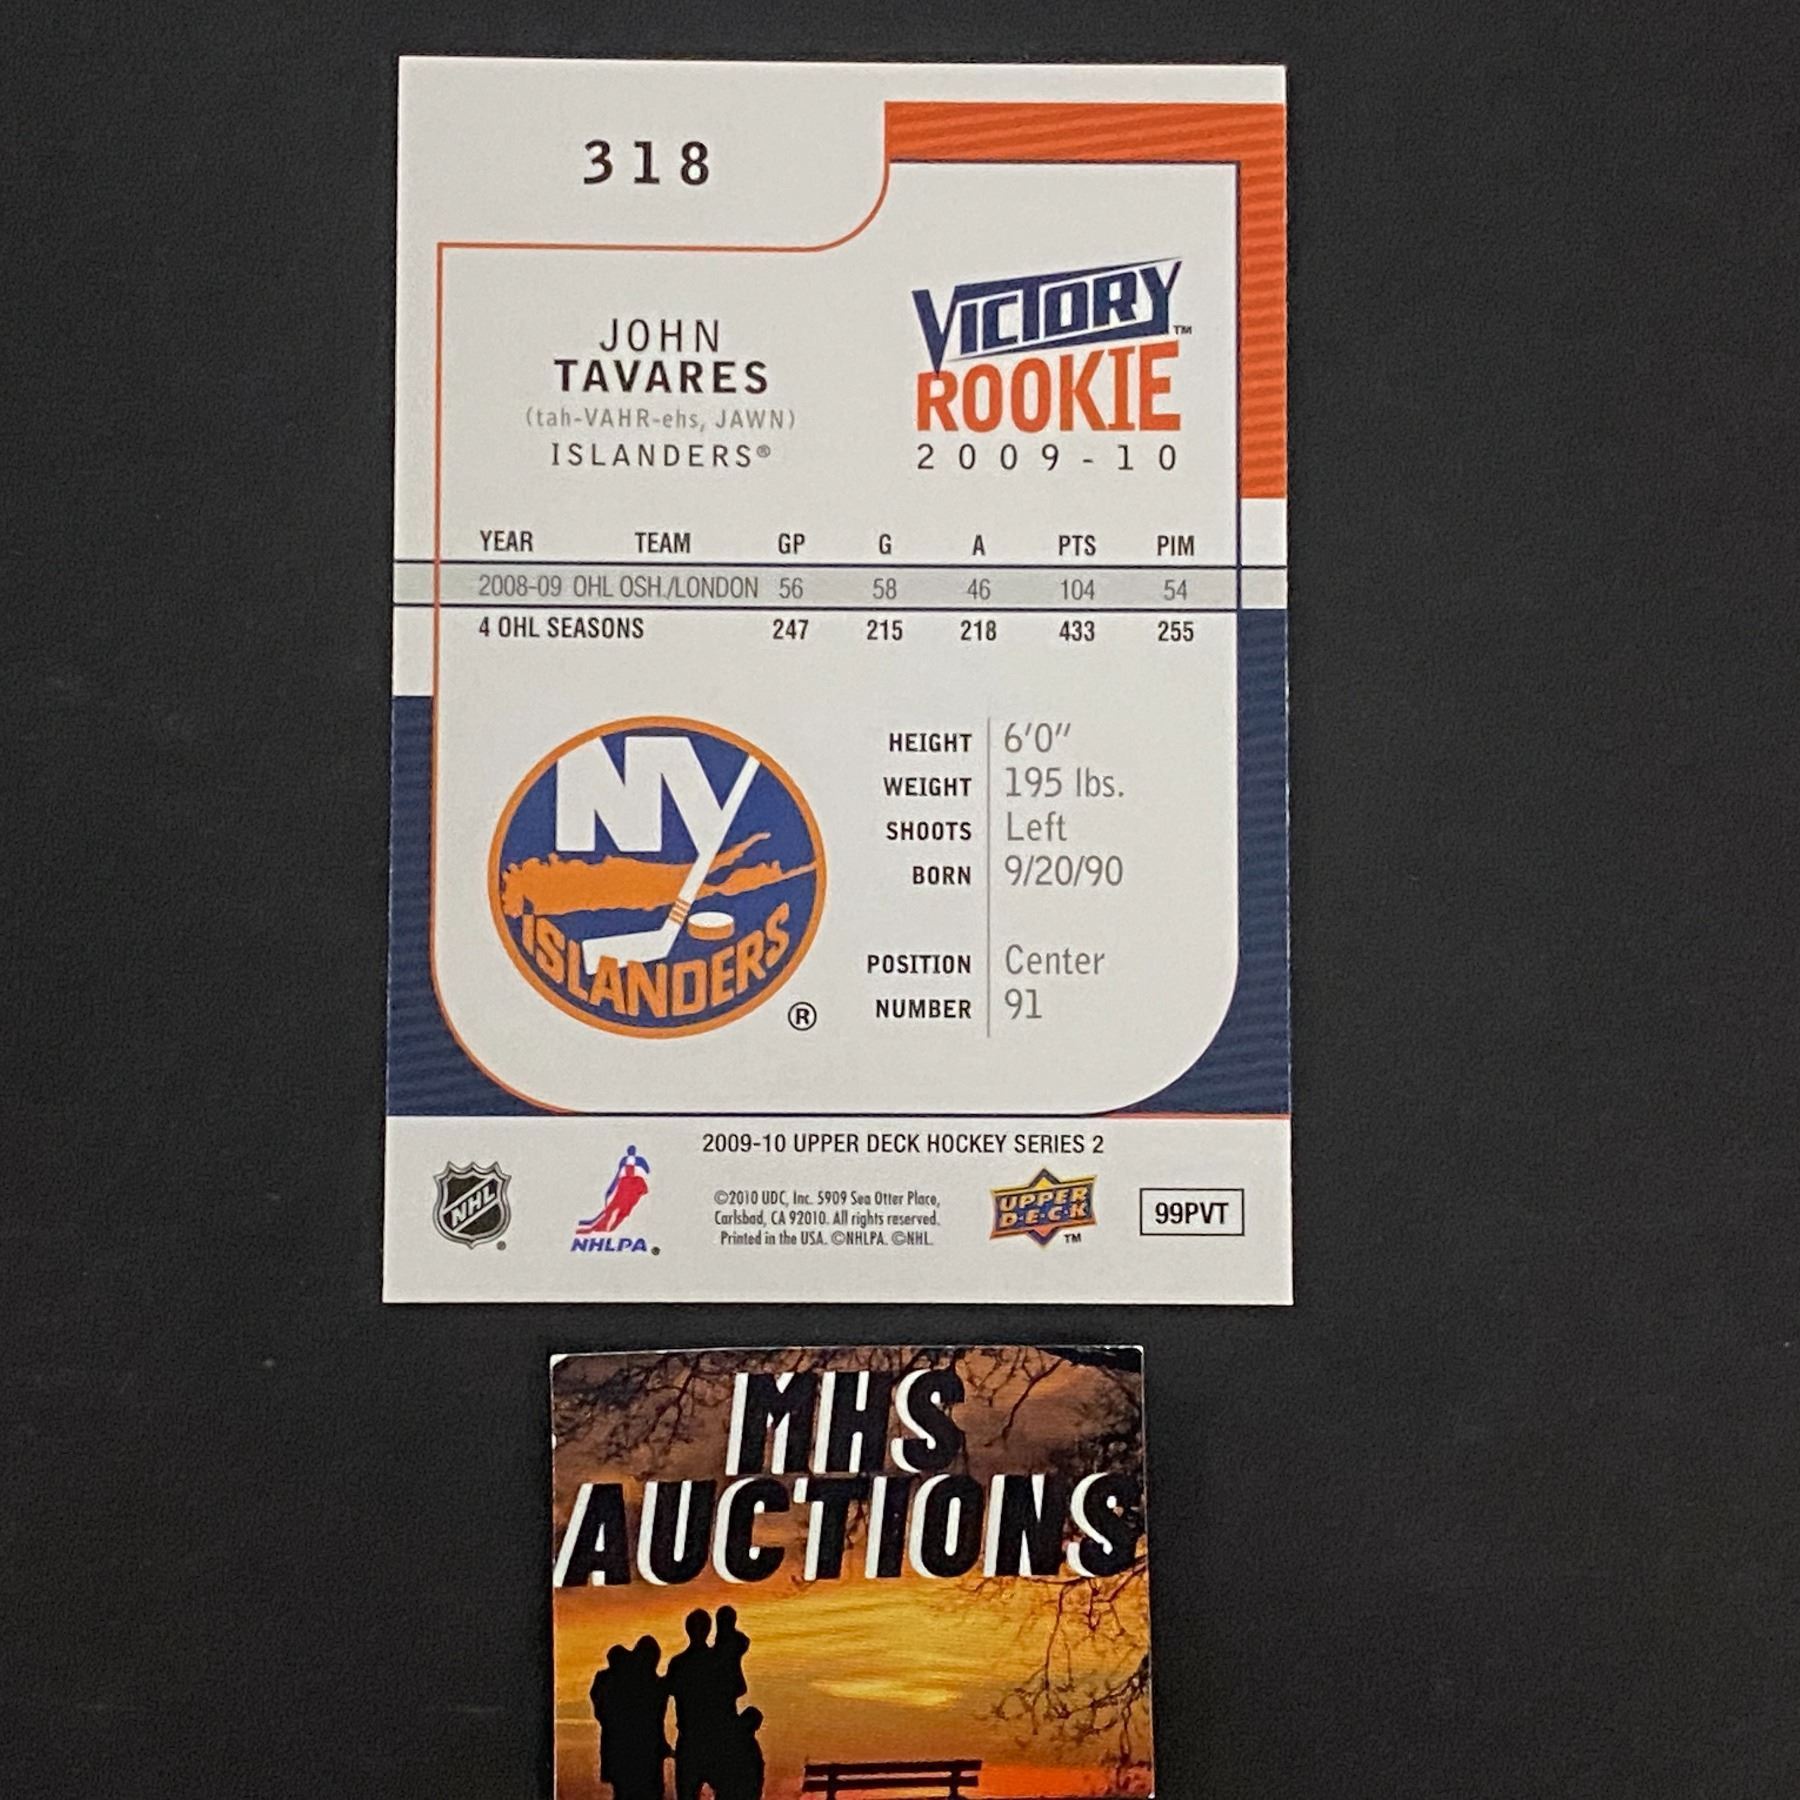 318
VICTORY™
ROOKIE
2009-10
JOHN
TAVARES
(tah-VAHR-ehs, JAWN)
ISLANDERS®
YEAR TEAM GP G A PTS PIM
2008-09 OHL OSH./LONDON 56 58 46 104 54
4 OHL SEASONS 247 215 218 433 255
NY
ISLANDERS
®
HEIGHT 6'0"
WEIGHT 195 lbs.
SHOOTS Left
BORN 9/20/90
POSITION Center
NUMBER 91
2009-10 UPPER DECK HOCKEY SERIES 2
NHL
NHLPA®
©2010 UDC, Inc. 5909 Sea Otter Place,
Carlsbad, CA 92010. All rights reserved.
Printed in the USA. ©NHLPA. ©NHL.
UPPER
DECK
™
99PVT
MHS
AUCTIONS